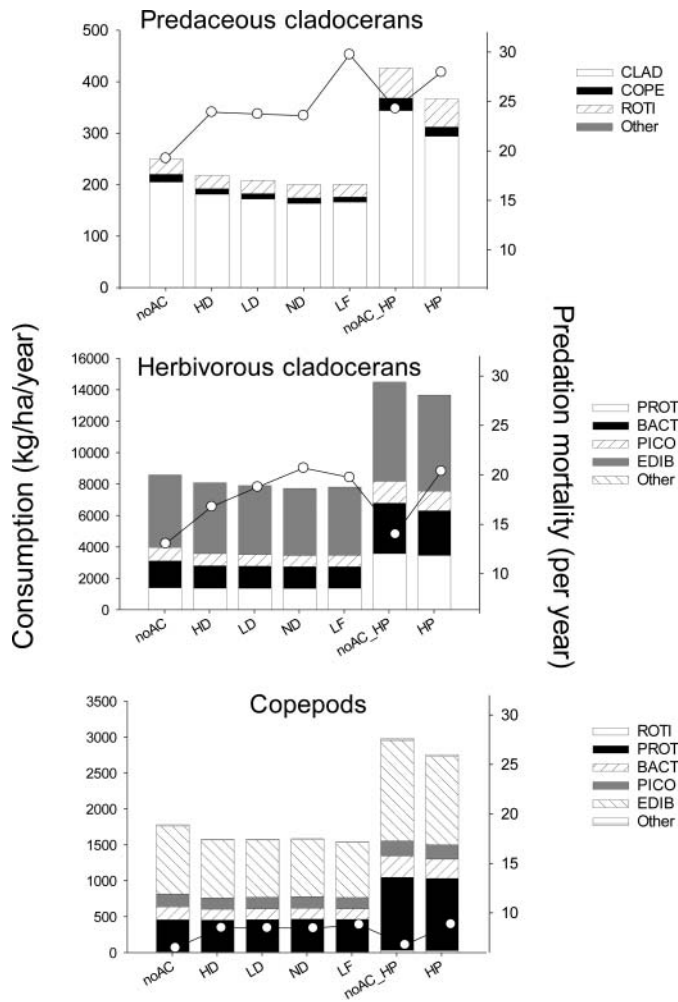 Predaceous cladocerans
500
400
300
200
100
0
30
25
20
15
10
CLAD
COPE
ROTI
Other
noAC
HD
LD
ND
LF
noAC_HP
HP
Consumption (kg/ha/year)
Predation mortality (per year)
Herbivorous cladocerans
16000
14000
12000
10000
8000
6000
4000
2000
0
30
25
20
15
10
PROT
BACT
PICO
EDIB
Other
noAC
HD
LD
ND
LF
noAC_HP
HP
Copepods
3500
3000
2500
2000
1500
1000
500
0
30
25
20
15
10
ROTI
PROT
BACT
PICO
EDIB
Other
noAC
HD
LD
ND
LF
noAC_HP
HP